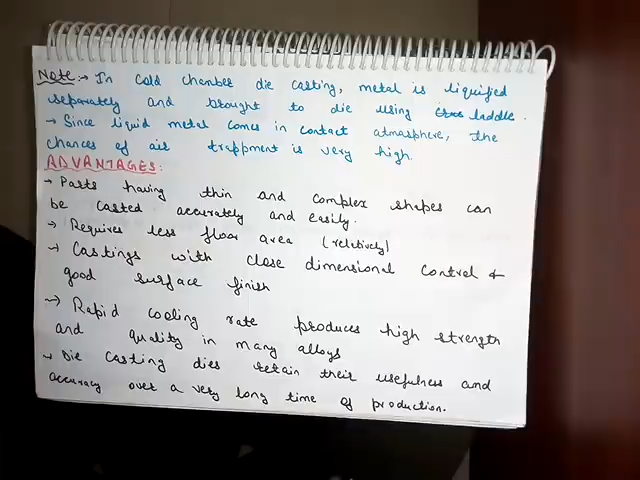 Note:→ In Cold chamber die casting, metal is liquified
separately and brought to die using laddle.
→ Since liquid metal comes in contact atmosphere, the
chances of air trappment is very high.
ADVANTAGES:
→ Parts having thin and complex shapes can
be casted accurately and easily.
→ Requires less floor area (relatively)
→ Castings with close dimensional control &
good surface finish
→ Rapid cooling rate produces high strength
and quality in many alloys
→ Die casting dies retain their usefulness and
accuracy over a very long time of production.